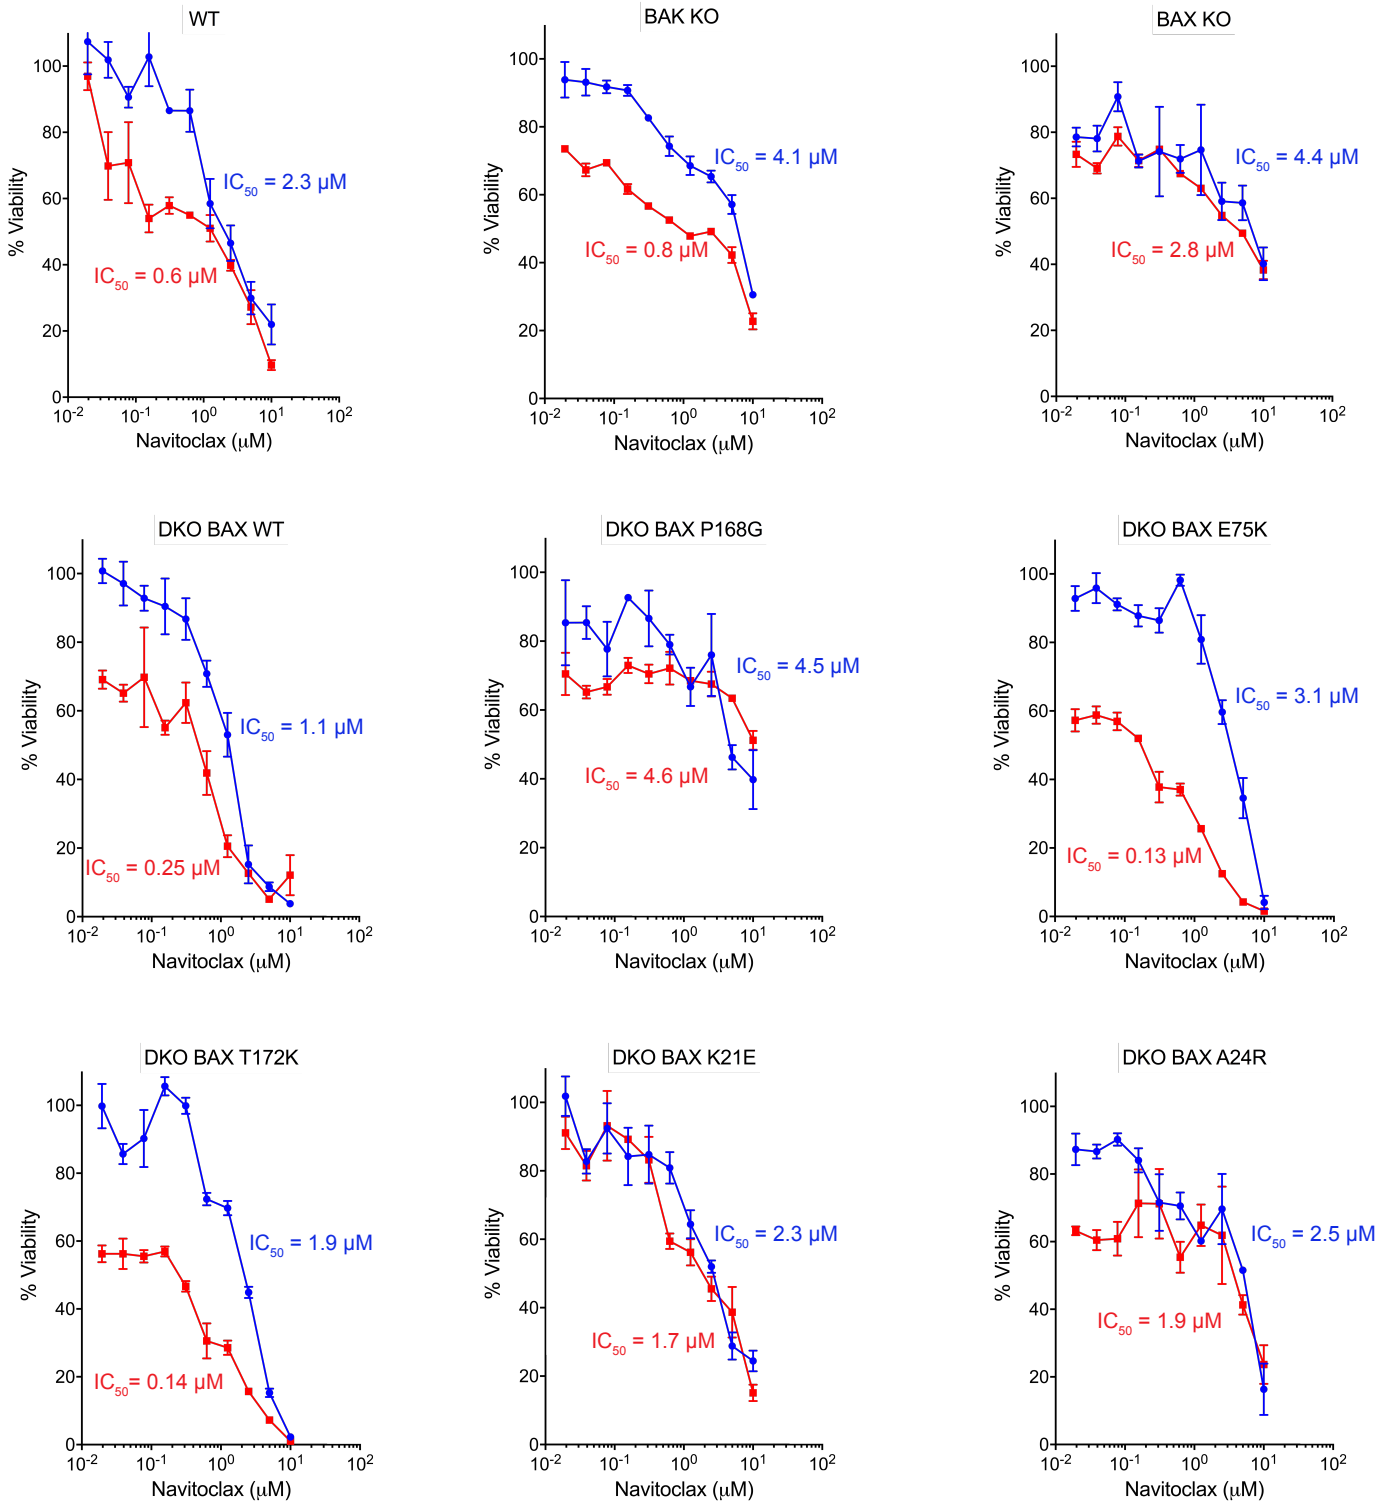 WT
% Viability
100
80
60
40
20
0
IC50 = 2.3 µM
IC50 = 0.6 µM
10-2 10-1 100 101 102
Navitoclax (µM)
BAK KO
% Viability
100
80
60
40
20
0
IC50 = 4.1 µM
IC50 = 0.8 µM
10-2 10-1 100 101 102
Navitoclax (µM)
BAX KO
% Viability
100
80
60
40
20
0
IC50 = 4.4 µM
IC50 = 2.8 µM
10-2 10-1 100 101 102
Navitoclax (µM)
DKO BAX WT
% Viability
100
80
60
40
20
0
IC50 = 1.1 µM
IC50 = 0.25 µM
10-2 10-1 100 101 102
Navitoclax (µM)
DKO BAX P168G
% Viability
100
80
60
40
20
0
IC50 = 4.5 µM
IC50 = 4.6 µM
10-2 10-1 100 101 102
Navitoclax (µM)
DKO BAX E75K
% Viability
100
80
60
40
20
0
IC50 = 3.1 µM
IC50 = 0.13 µM
10-2 10-1 100 101 102
Navitoclax (µM)
DKO BAX T172K
% Viability
100
80
60
40
20
0
IC50 = 1.9 µM
IC50= 0.14 µM
10-2 10-1 100 101 102
Navitoclax (µM)
DKO BAX K21E
% Viability
100
80
60
40
20
0
IC50 = 2.3 µM
IC50 = 1.7 µM
10-2 10-1 100 101 102
Navitoclax (µM)
DKO BAX A24R
% Viability
100
80
60
40
20
0
IC50 = 2.5 µM
IC50 = 1.9 µM
10-2 10-1 100 101 102
Navitoclax (µM)